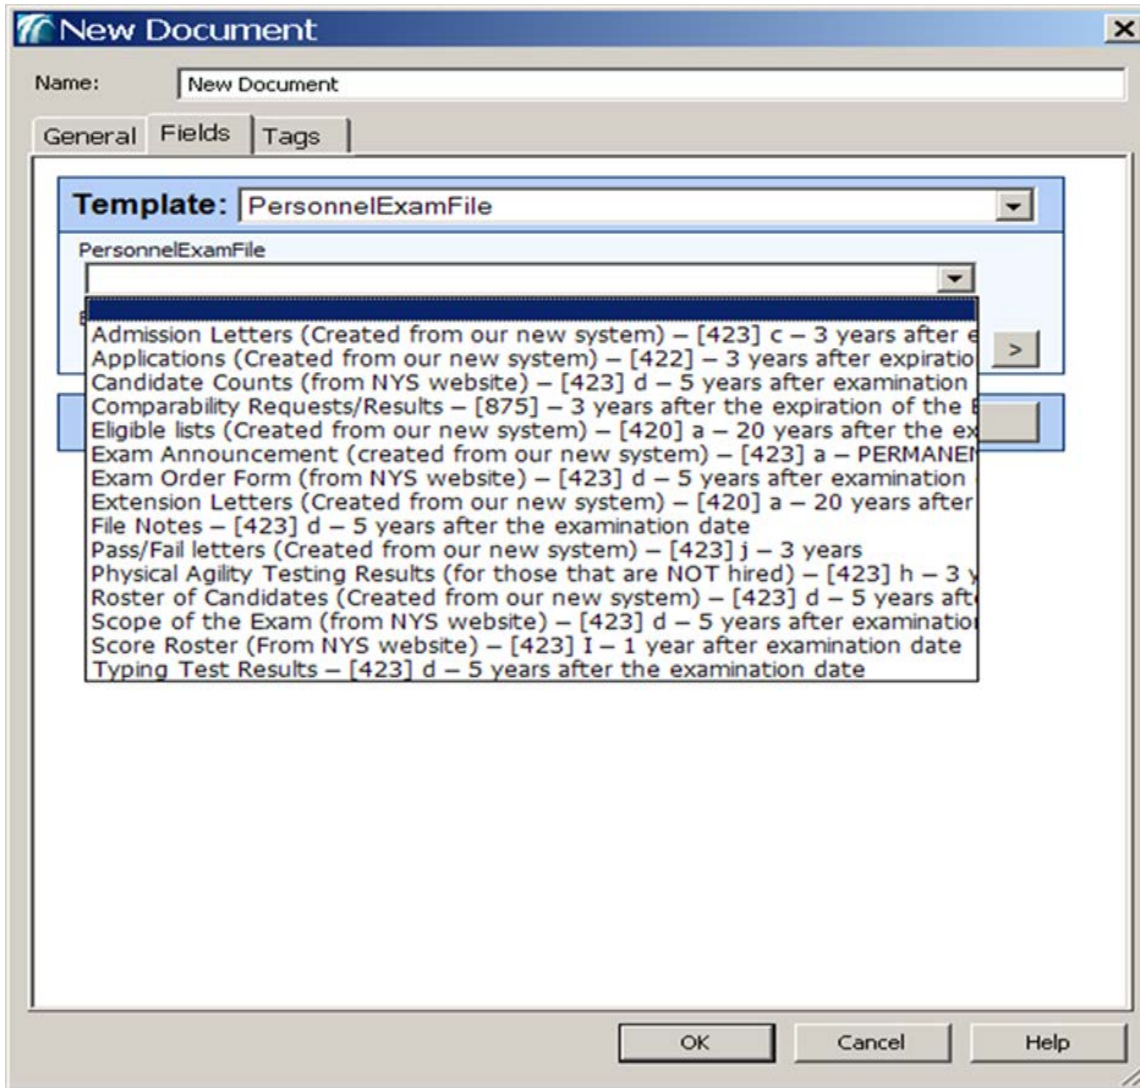 New Document
Name: New Document
General Fields Tags
Template: PersonnelExamFile
PersonnelExamFile
Admission Letters (Created from our new system) – [423] c – 3 years after
Applications (Created from our new system) – [422] – 3 years after expiratio
Candidate Counts (from NYS website) – [423] d – 5 years after examination
Comparability Requests/Results – [875] – 3 years after the expiration of the
Eligible lists (Created from our new system) – [420] a – 20 years after the ex
Exam Announcement (created from our new system) – [423] a – PERMANEN
Exam Order Form (from NYS website) – [423] d – 5 years after examination
Extension Letters (Created from our new system) – [420] a – 20 years after
File Notes – [423] d – 5 years after the examination date
Pass/Fail letters (Created from our new system) – [423] j – 3 years
Physical Agility Testing Results (for those that are NOT hired) – [423] h – 3 y
Roster of Candidates (Created from our new system) – [423] d – 5 years aft
Scope of the Exam (from NYS website) – [423] d – 5 years after examinatio
Score Roster (From NYS website) – [423] I – 1 year after examination date
Typing Test Results – [423] d – 5 years after the examination date
>
OK Cancel Help